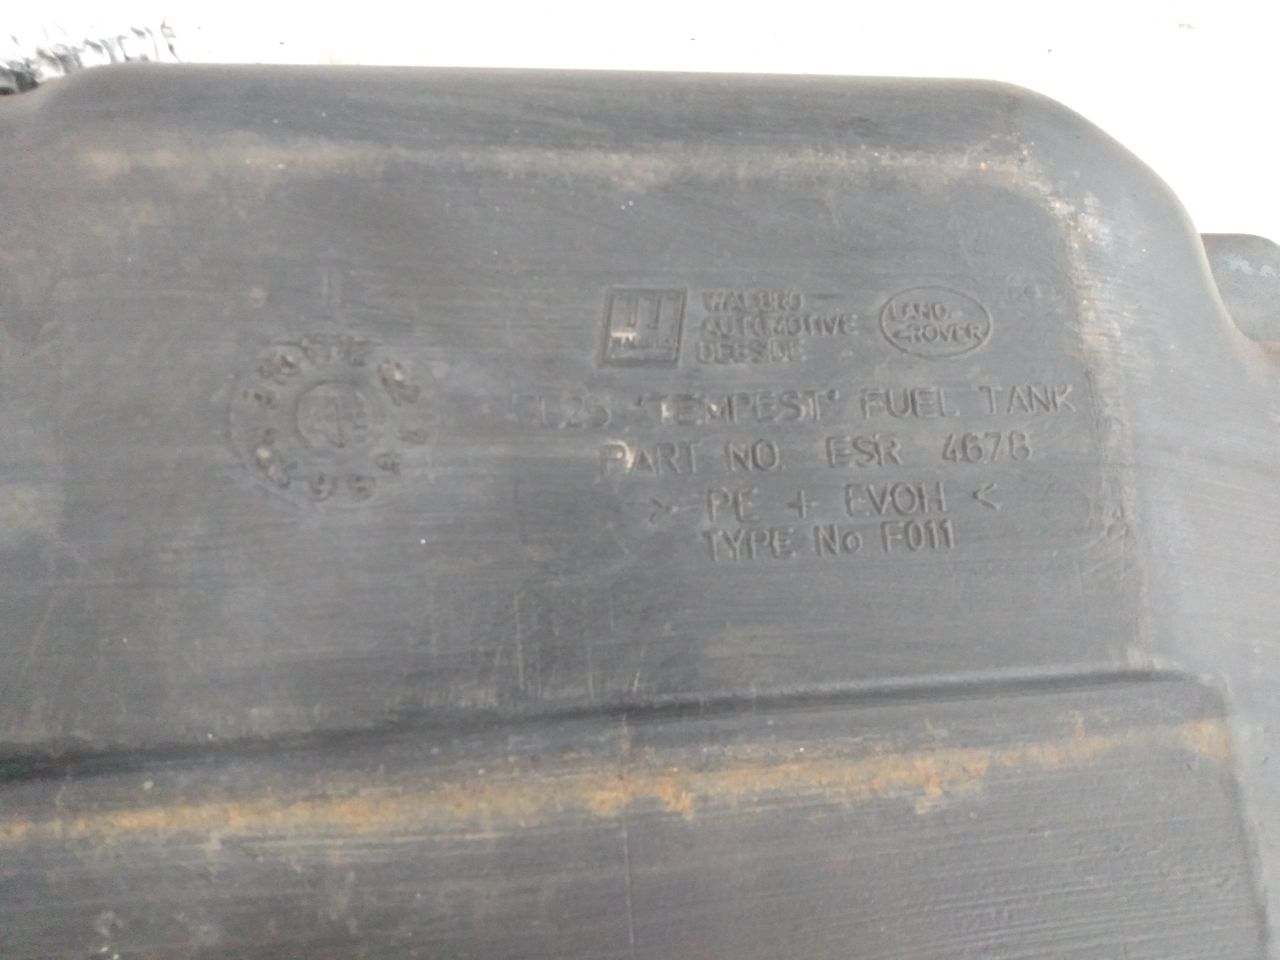 WALBRO
AUTOMOTIVE
DEESIDE
LAND-
ROVER
'TEMPEST' FUEL TANK
PART NO. ESR 4678
> PE + EVOH <
TYPE No F011